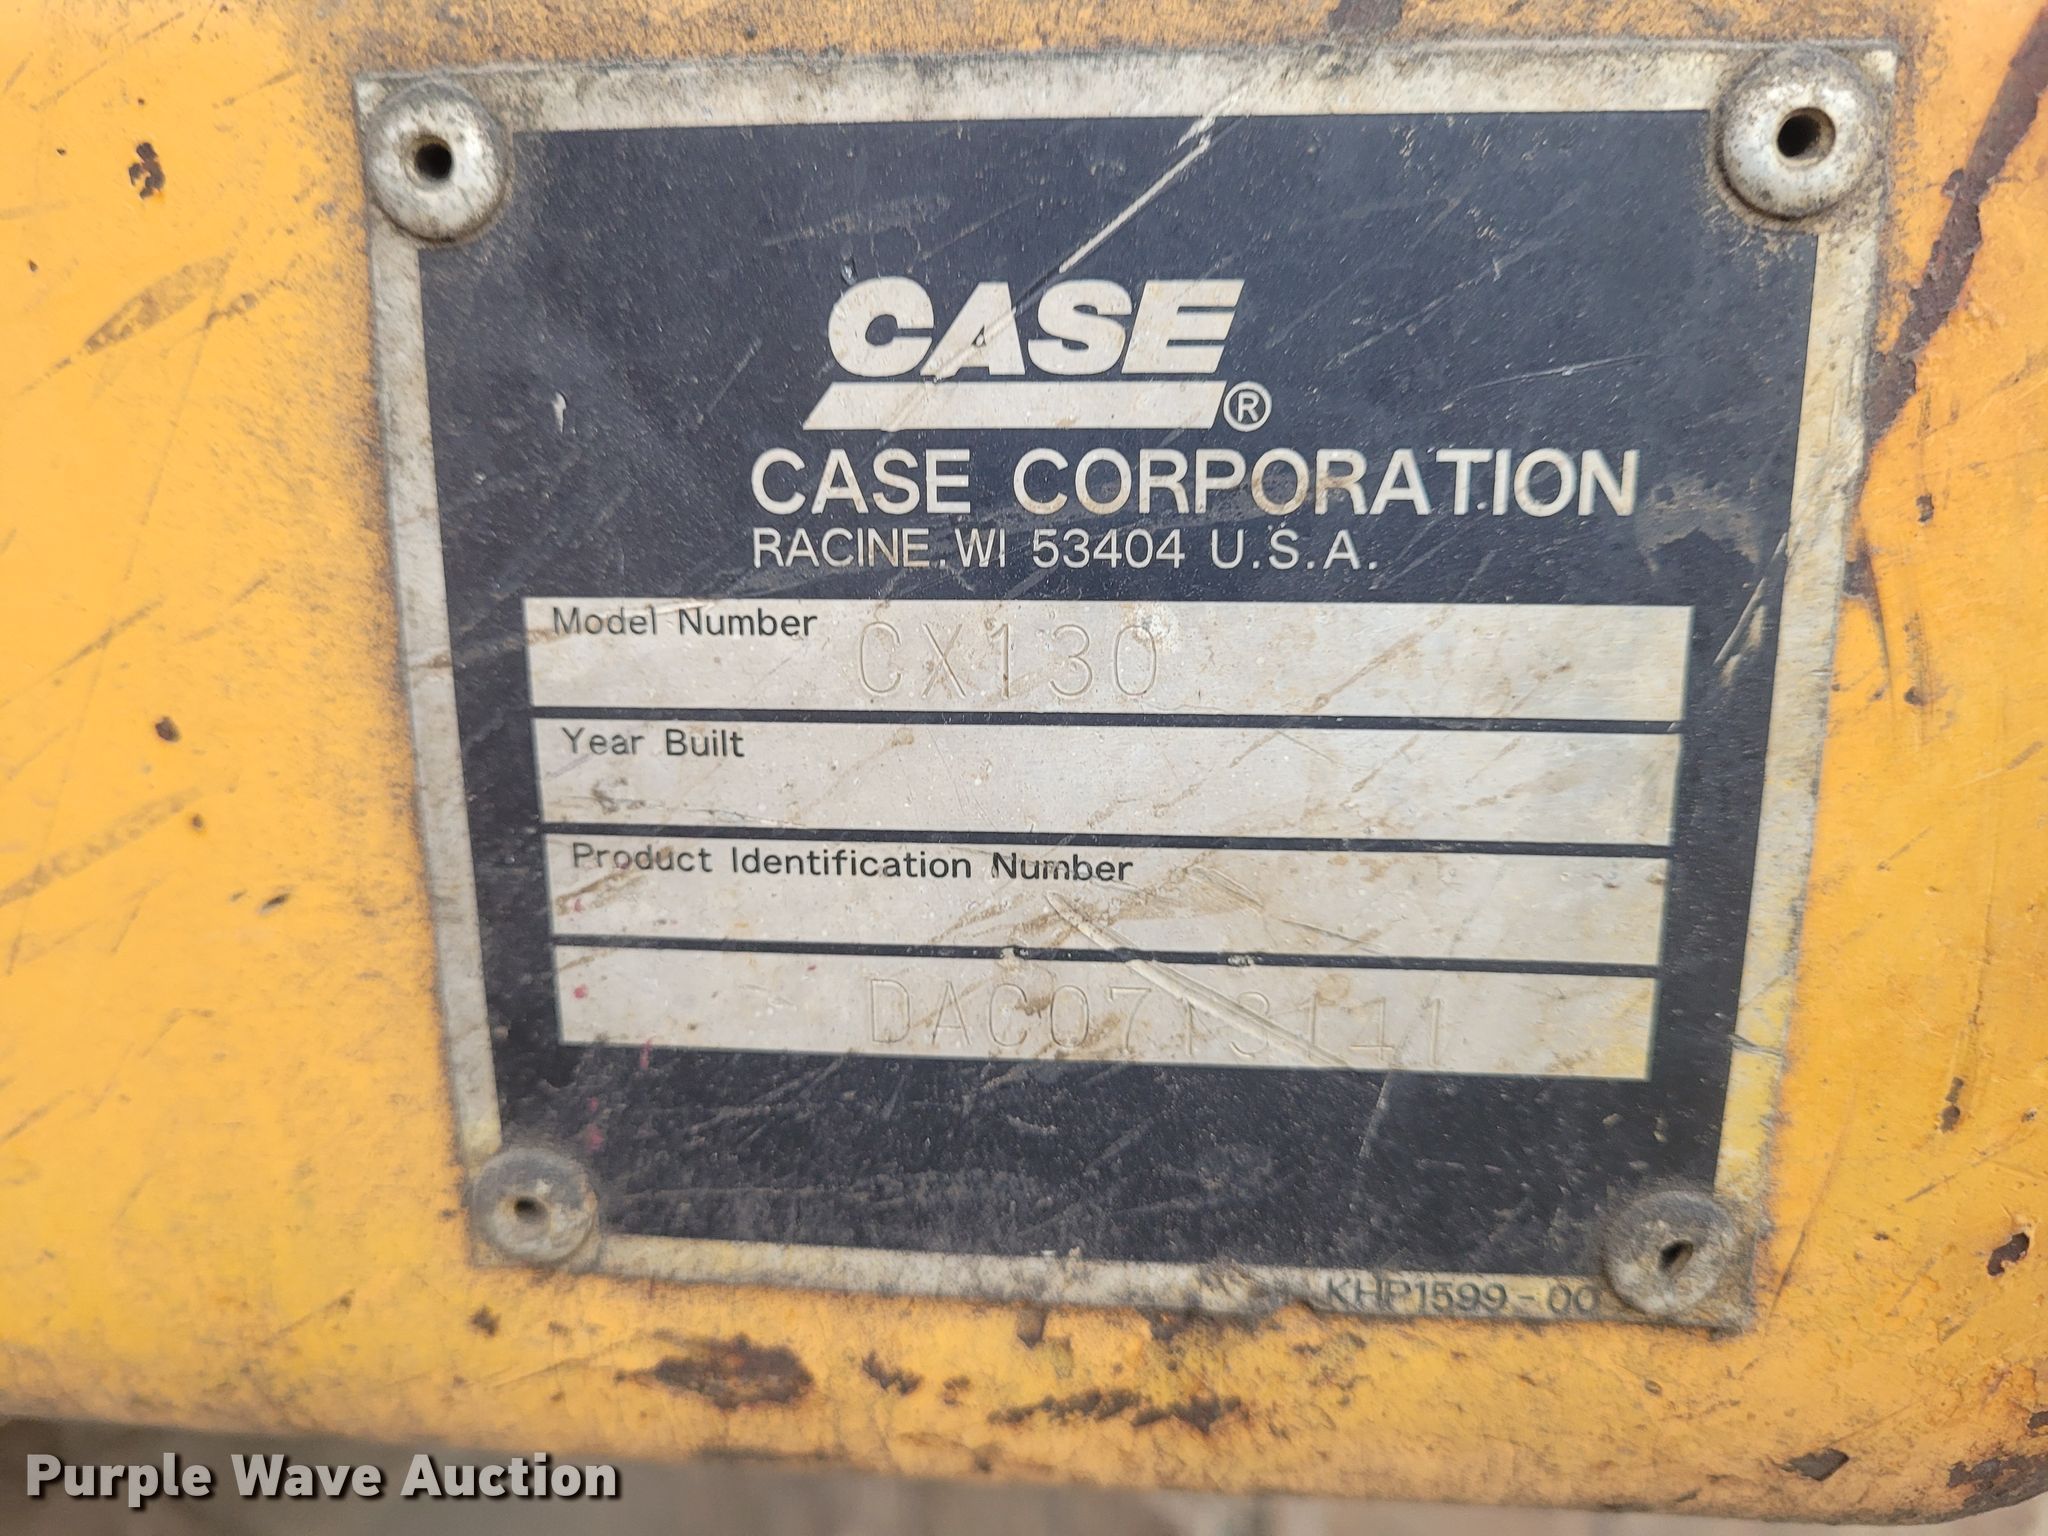 CASE®
CASE CORPORATION
RACINE. WI 53404 U.S.A.
Model Number CX130
Year Built
Product Identification Number
DAC0713111
KHP1599-00
Purple Wave Auction